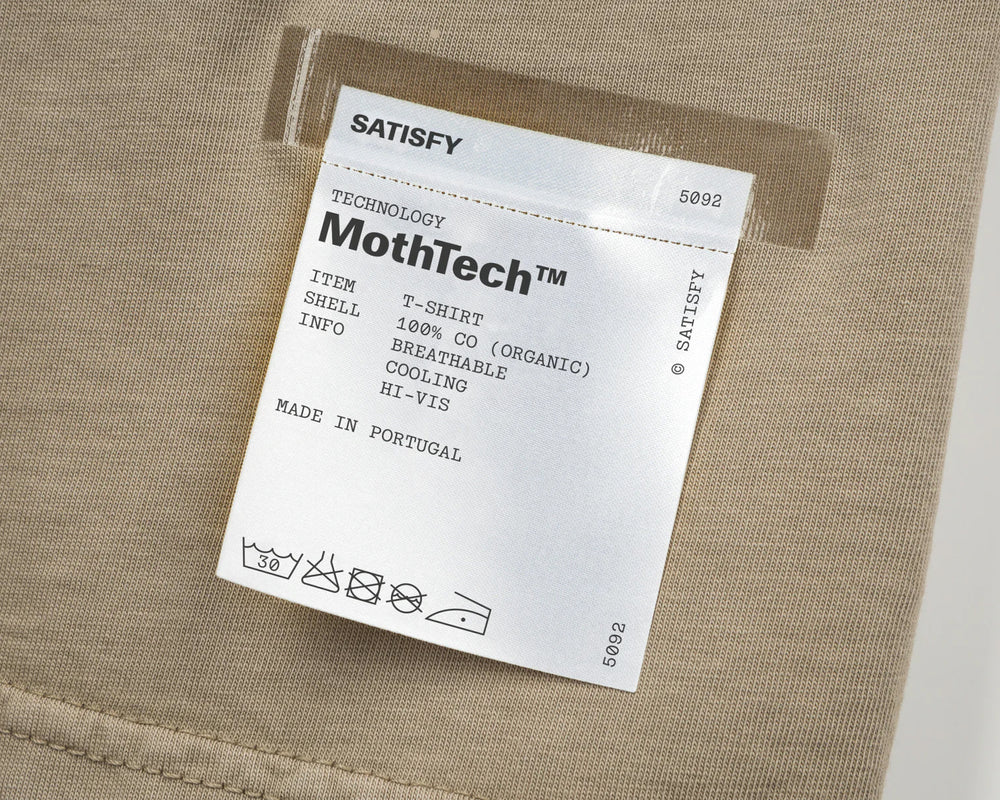 SATISFY
5092
TECHNOLOGY
MothTech™
ITEM T-SHIRT
SHELL 100% CO (ORGANIC)
INFO BREATHABLE
COOLING
HI-VIS
MADE IN PORTUGAL
© SATISFY
30
5092